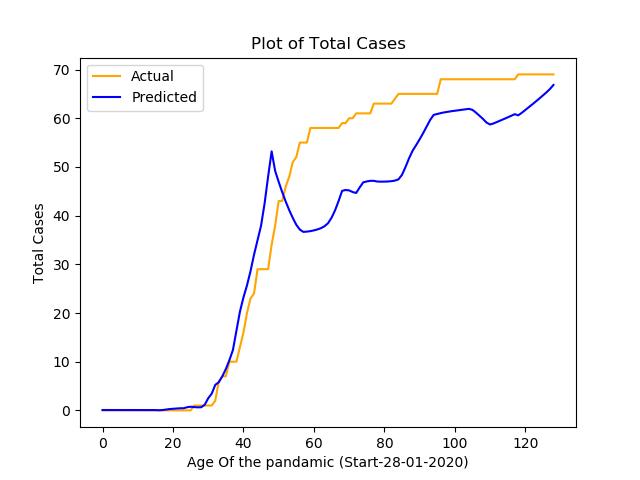 Plot of Total Cases
Actual
Predicted
70
60
50
40
30
20
10
0
Total Cases
0 20 40 60 80 100 120
Age Of the pandamic (Start-28-01-2020)